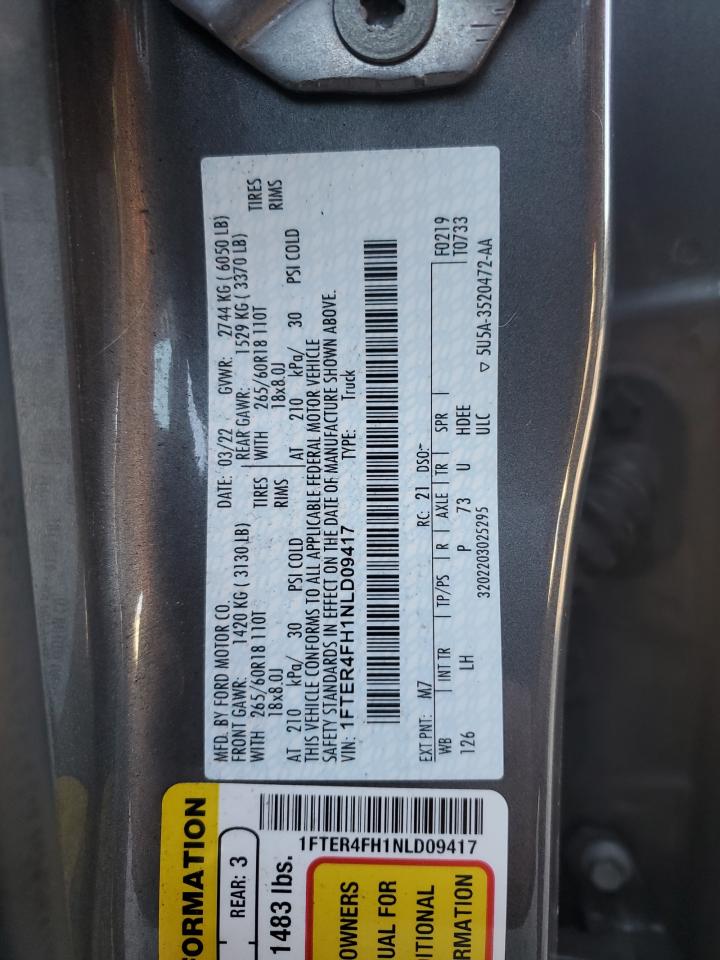 MFD. BY FORD MOTOR CO.
DATE: 03/22 GVWR: 2744 KG ( 6050 LB)
FRONT GAWR: 1420 KG ( 3130 LB)
REAR GAWR: 1529 KG ( 3370 LB)
WITH 265/60R18 110T TIRES
WITH 265/60R18 110T TIRES
18x8.0J RIMS
18x8.0J RIMS
AT 210 kPa/ 30 PSI COLD
AT 210 kPa/ 30 PSI COLD
THIS VEHICLE CONFORMS TO ALL APPLICABLE FEDERAL MOTOR VEHICLE
SAFETY STANDARDS IN EFFECT ON THE DATE OF MANUFACTURE SHOWN ABOVE.
VIN: 1FTER4FH1NLD09417 TYPE: Truck
EXT PNT: M7 RC: 21 DSO:- F0219
WB INT TR TP/PS R AXLE TR SPR T0733
126 LH P 73 U HDEE
3202203025295 ULC ▽ 5U5A-3520472-AA
FORMATION
REAR: 3
1483 lbs.
1FTER4FH1NLD09417
OWNERS
UAL FOR
DITIONAL
RMATION